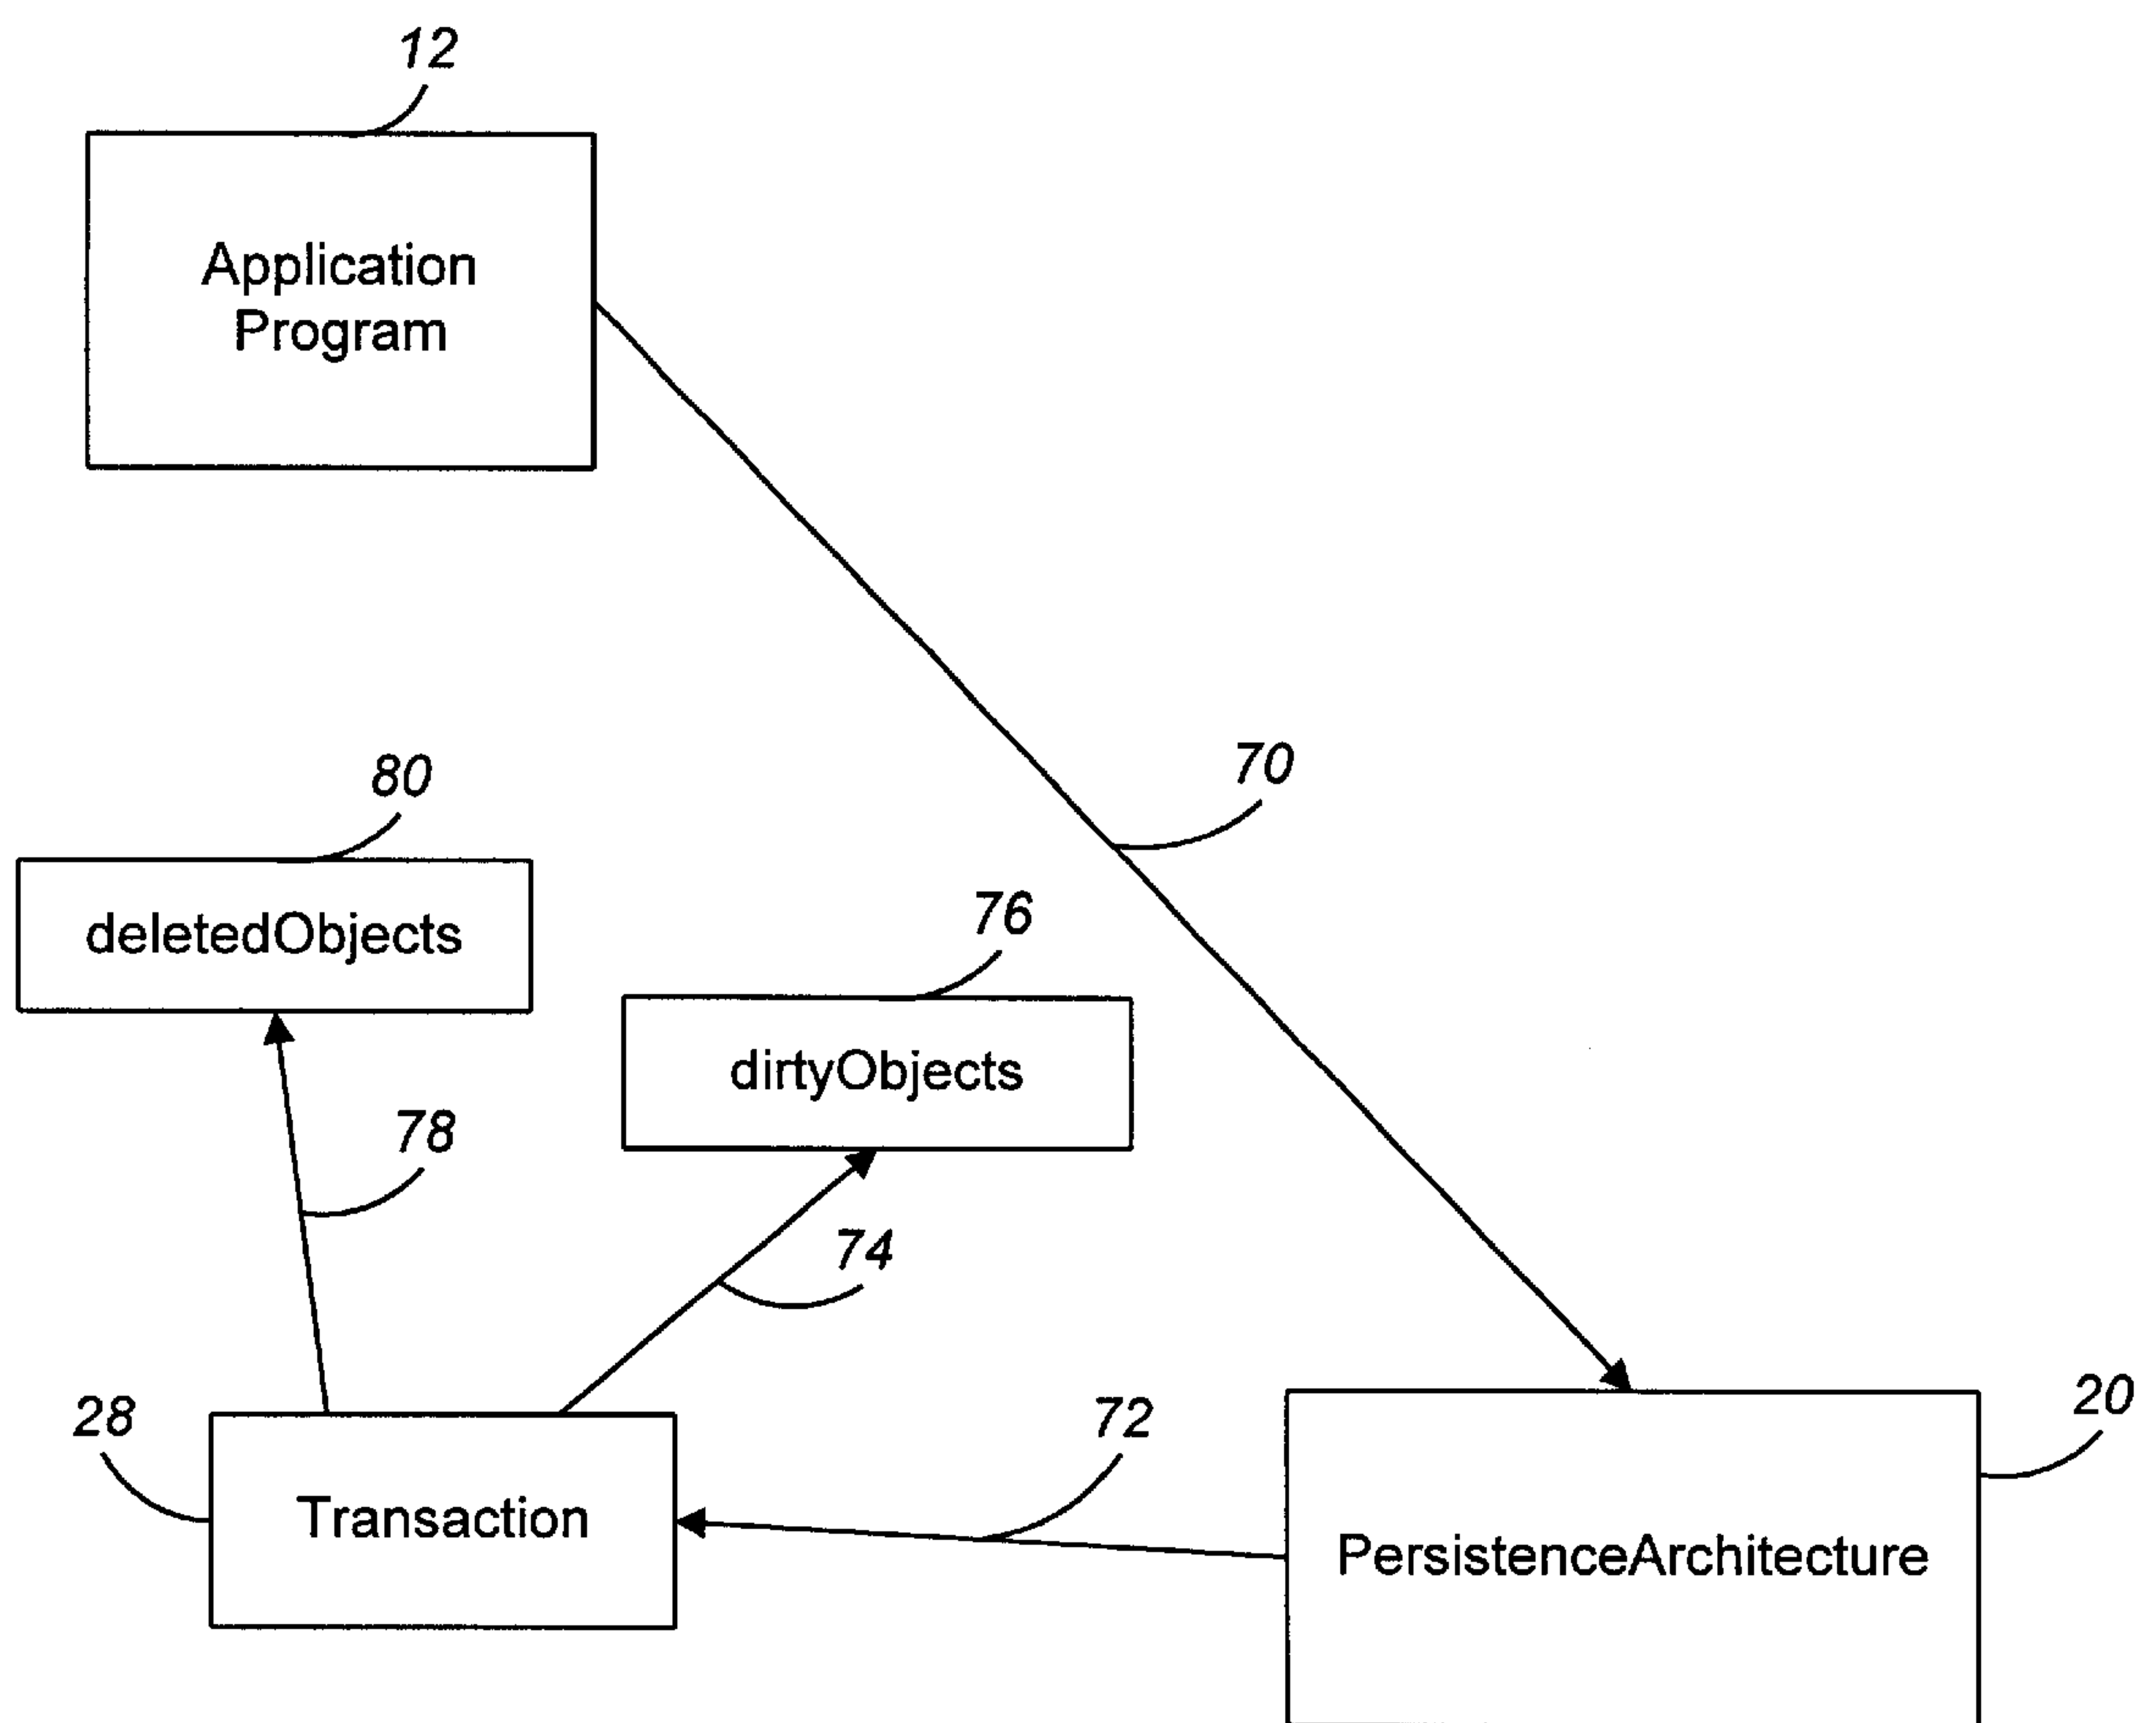 12
Application
Program
70
80
deletedObjects
76
dirtyObjects
78
74
28
Transaction
72
20
PersistenceArchitecture